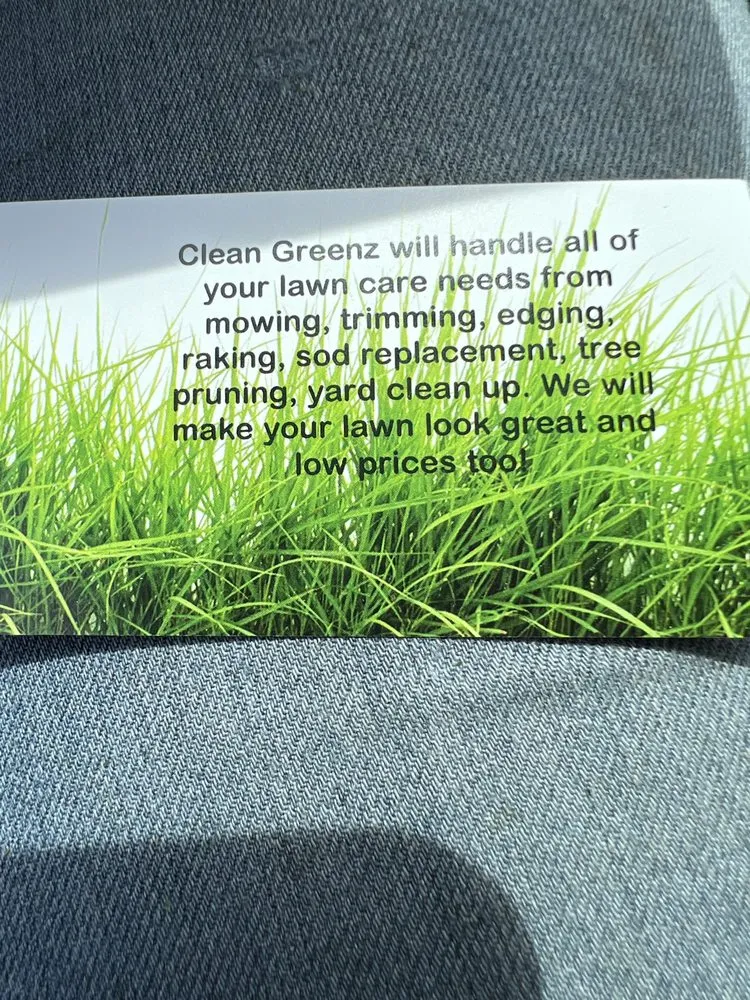 Clean Greenz will handle all of
your lawn care needs from
mowing, trimming, edging,
raking, sod replacement, tree
pruning, yard clean up. We will
make your lawn look great and
low prices too!